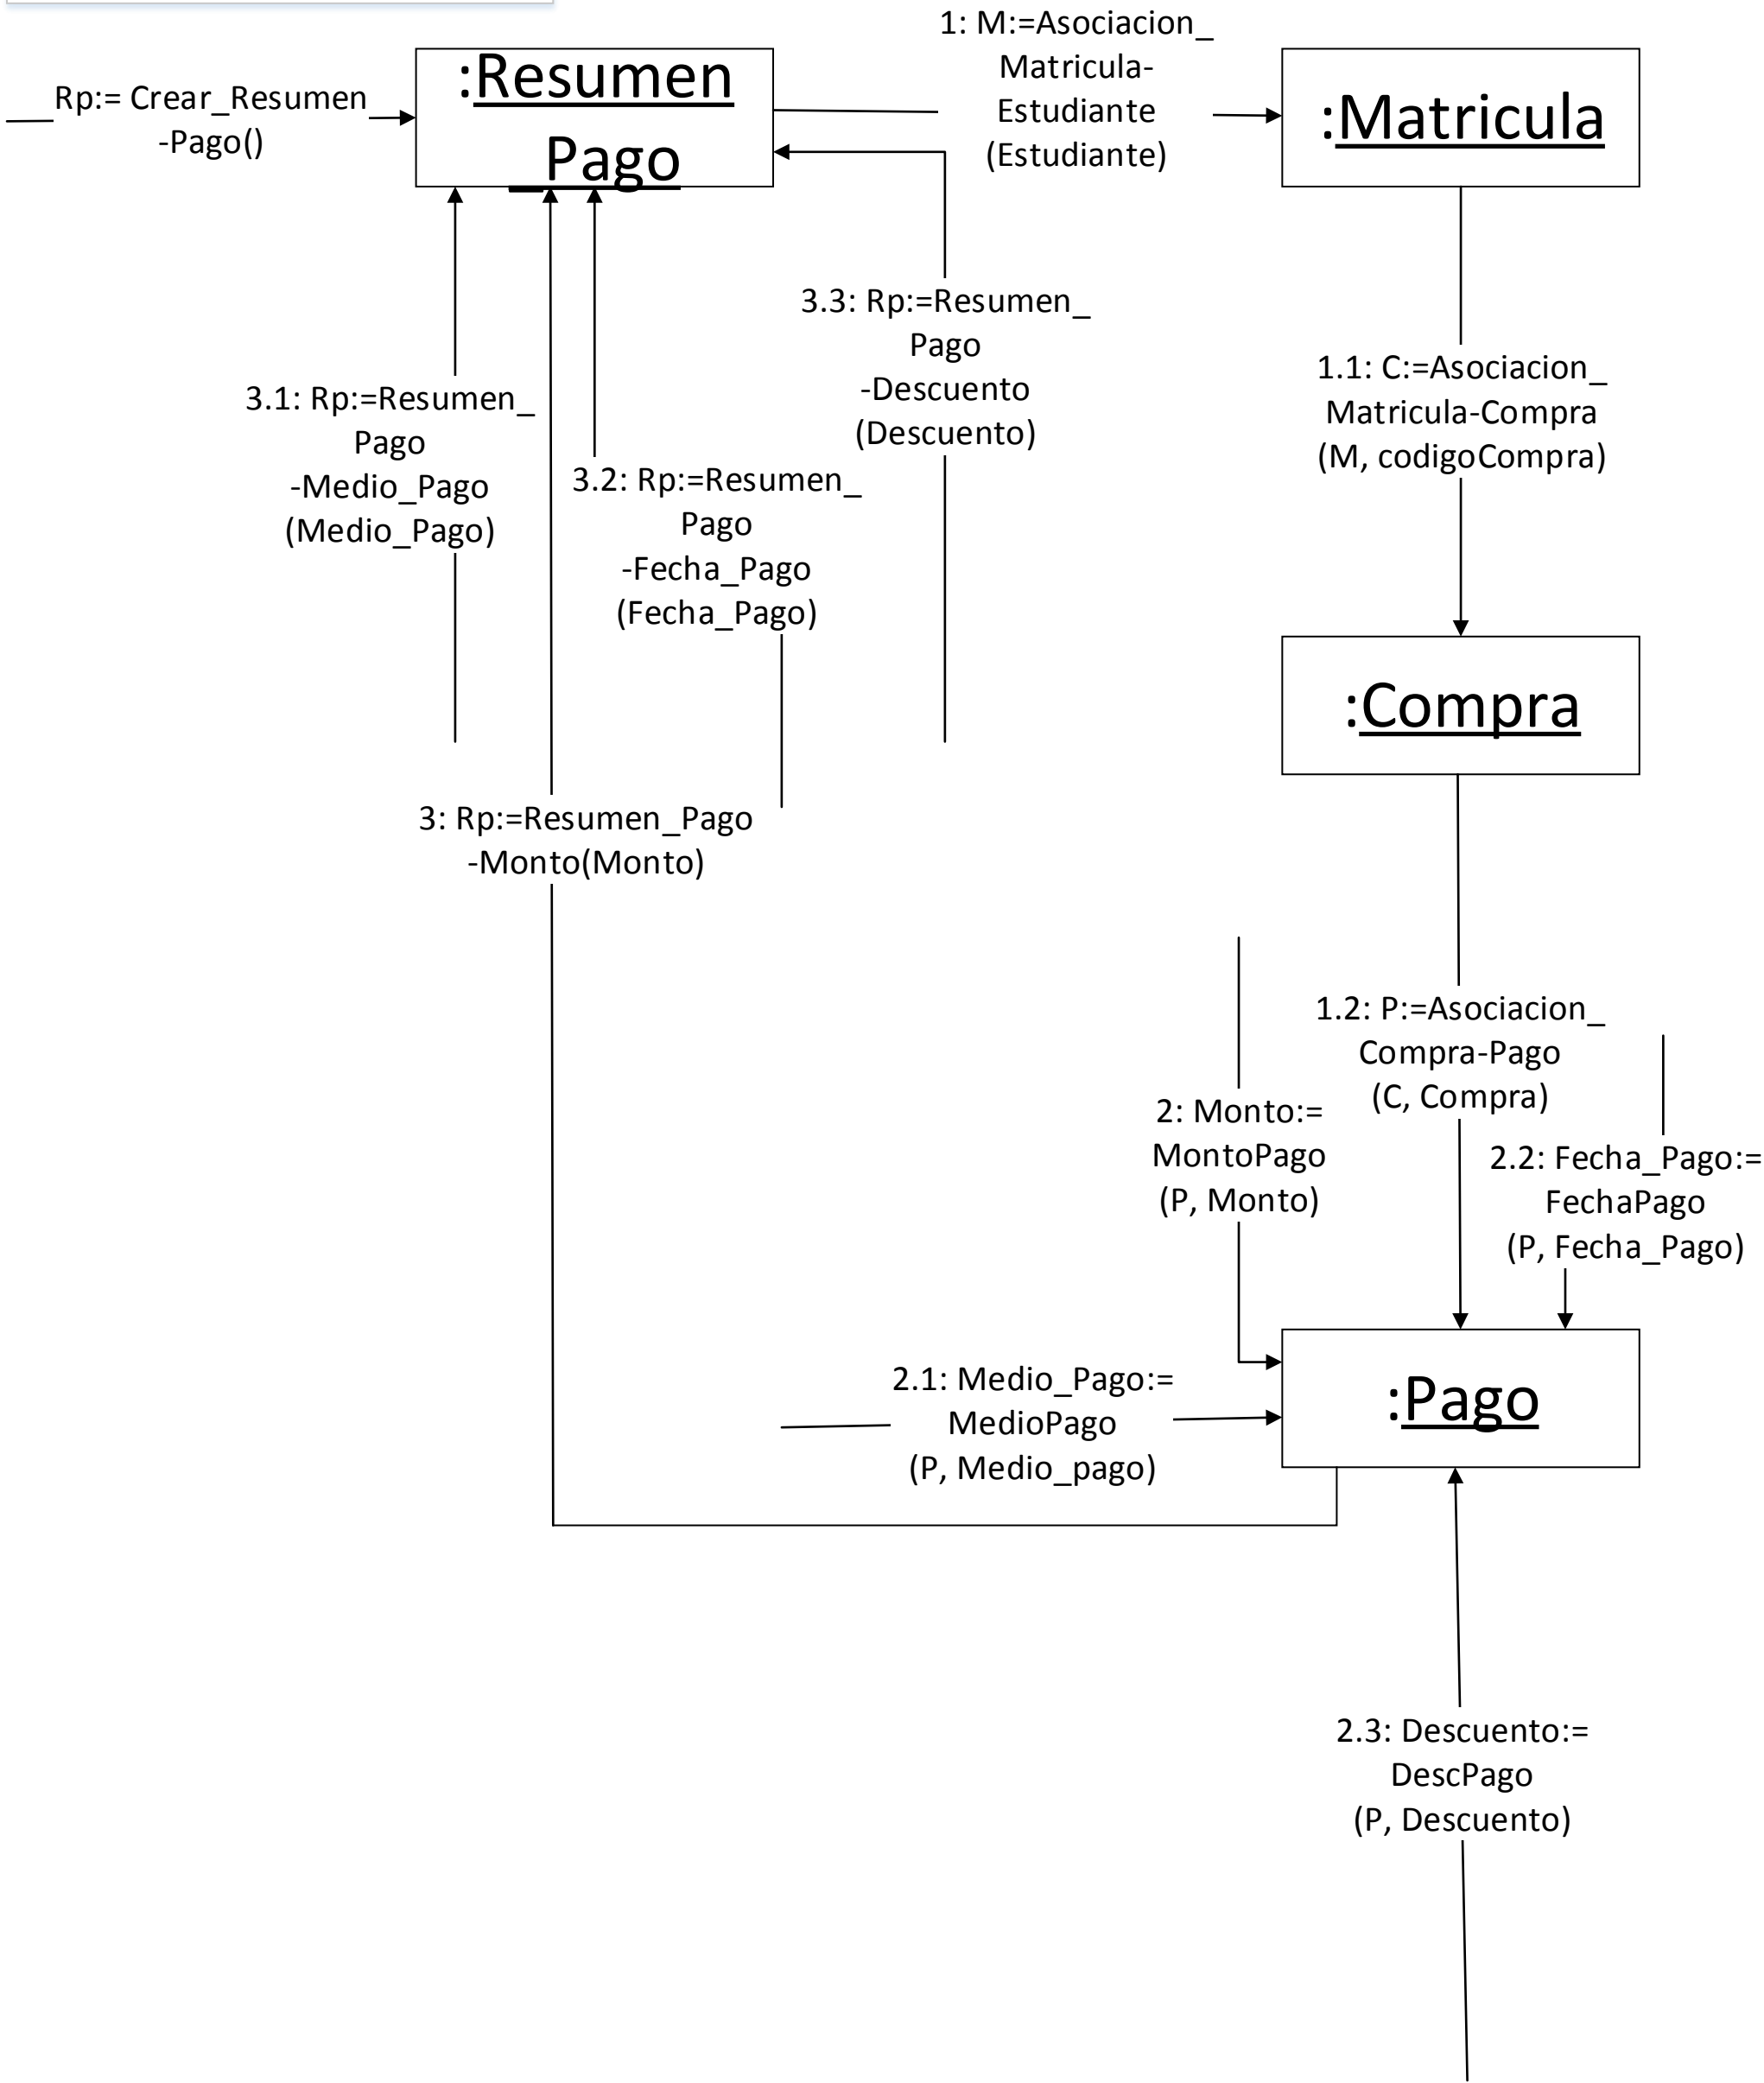 1: M:=Asociacion_
Matricula-
Estudiante
(Estudiante)
Rp:= Crear_Resumen
-Pago()
:Resumen
_Pago
:Matricula
3.3: Rp:=Resumen_
Pago
-Descuento
(Descuento)
1.1: C:=Asociacion_
Matricula-Compra
(M, codigoCompra)
3.1: Rp:=Resumen_
Pago
-Medio_Pago
(Medio_Pago)
3.2: Rp:=Resumen_
Pago
-Fecha_Pago
(Fecha_Pago)
:Compra
3: Rp:=Resumen_Pago
-Monto(Monto)
1.2: P:=Asociacion_
Compra-Pago
(C, Compra)
2: Monto:=
MontoPago
(P, Monto)
2.2: Fecha_Pago:=
FechaPago
(P, Fecha_Pago)
2.1: Medio_Pago:=
MedioPago
(P, Medio_pago)
:Pago
2.3: Descuento:=
DescPago
(P, Descuento)